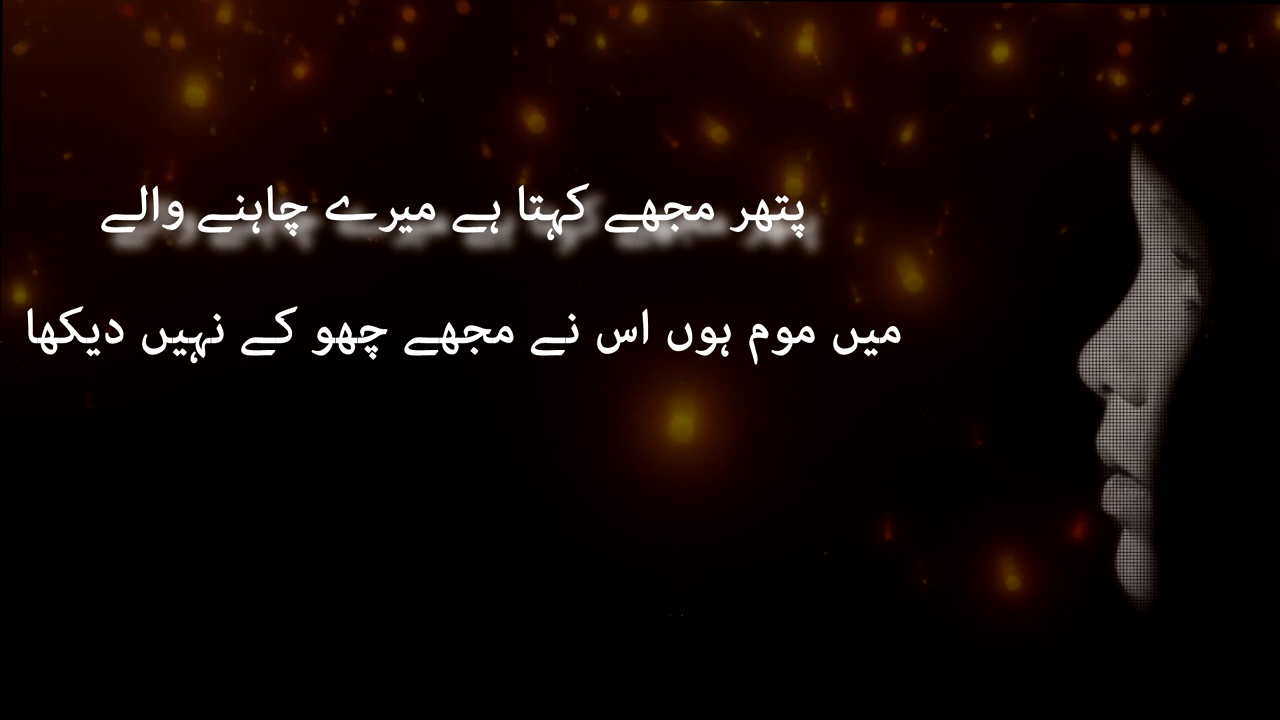 پتھر مجھے کہتا ہے میرے چاہنے والے
میں موم ہوں اس نے مجھے چھو کے نہیں دیکھا